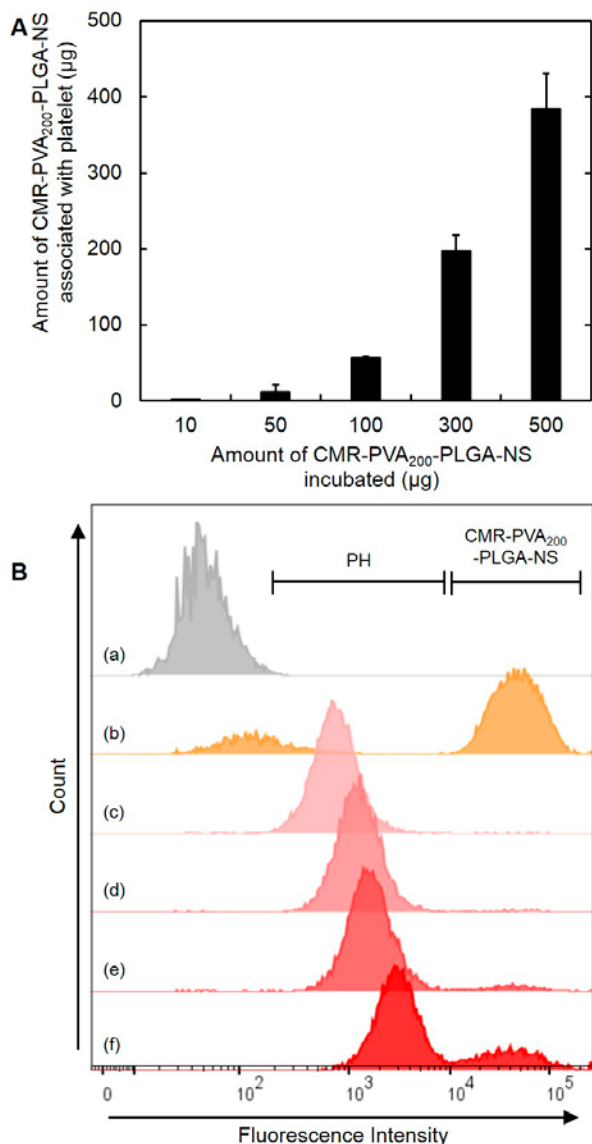 A
Amount of CMR-PVA₂₀₀-PLGA-NS
associated with platelet (µg)
500
400
300
200
100
0
10 50 100 300 500
Amount of CMR-PVA₂₀₀-PLGA-NS
incubated (µg)
B
PH
CMR-PVA₂₀₀
-PLGA-NS
Count
(a)
(b)
(c)
(d)
(e)
(f)
0 10² 10³ 10⁴ 10⁵
Fluorescence Intensity